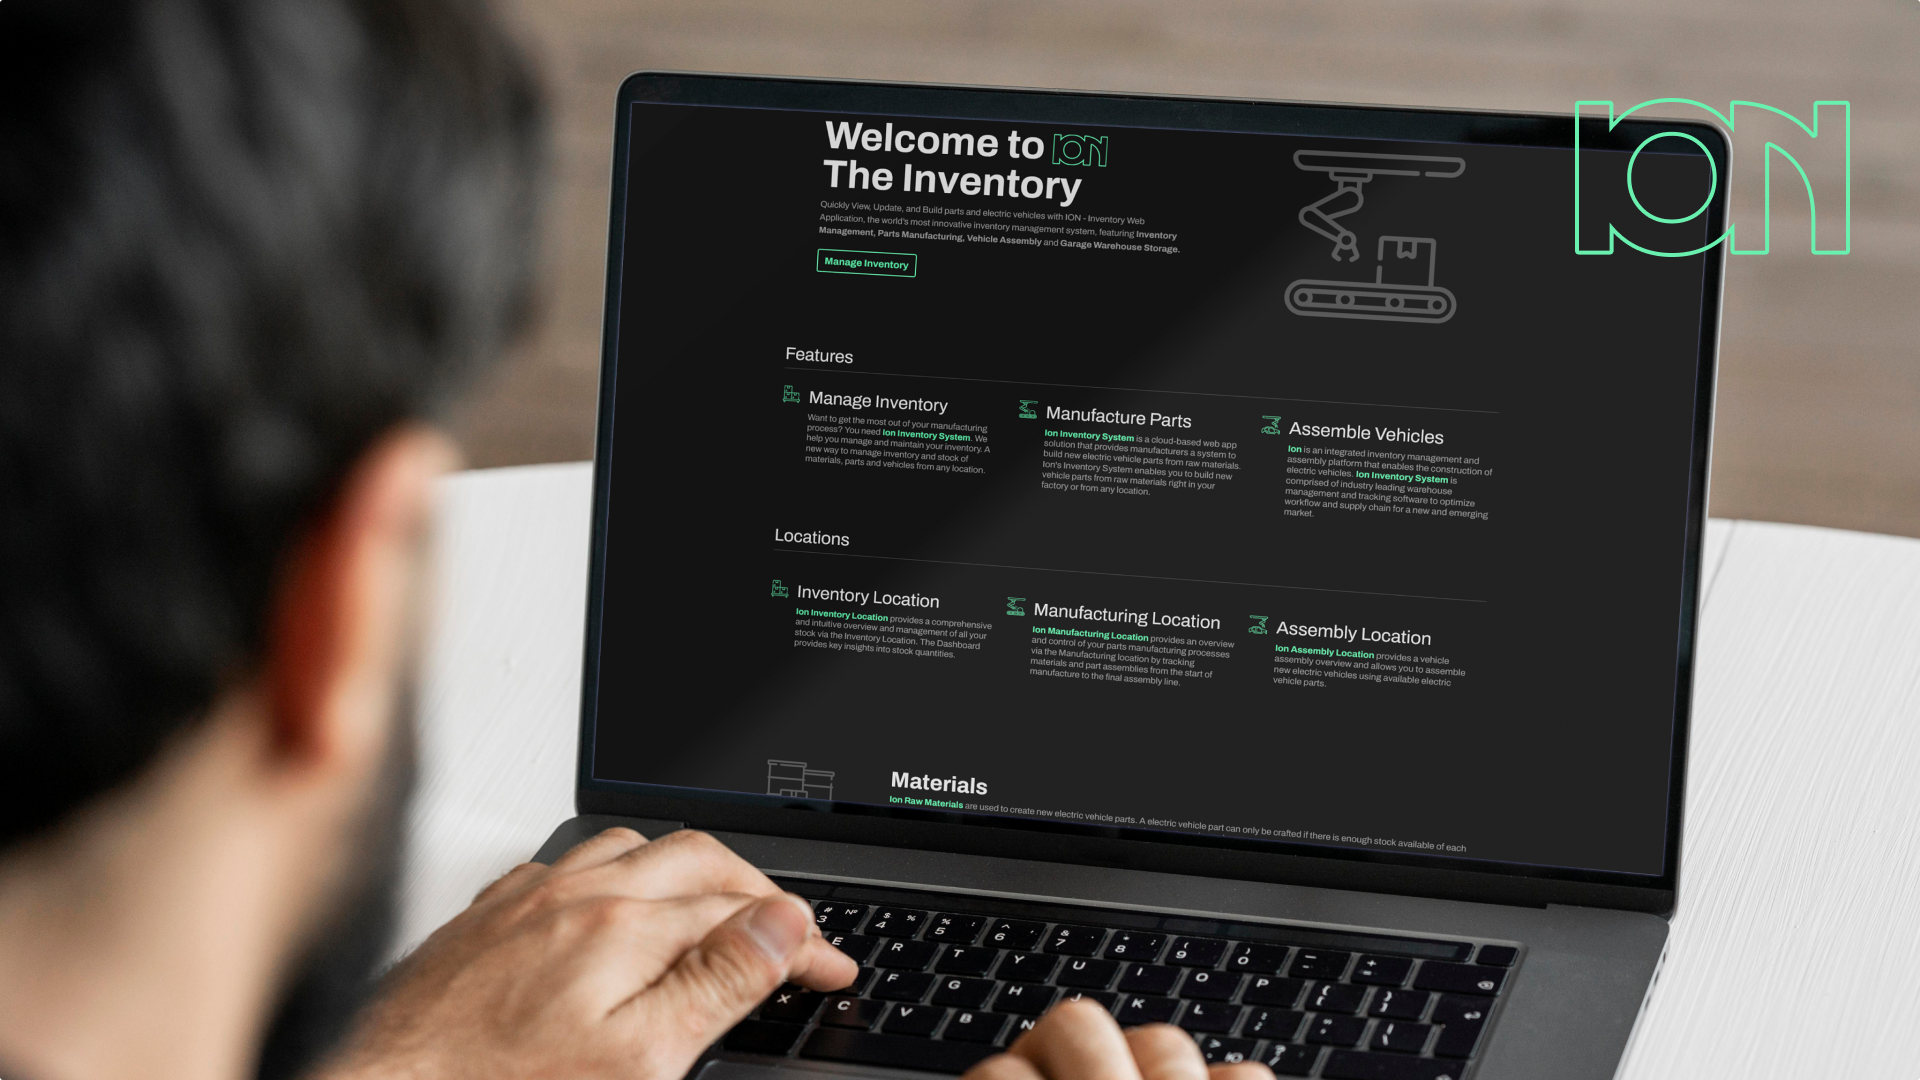 ION
Welcome to ION
The Inventory
Quickly View, Update, and Build parts and electric vehicles with ION - Inventory Web
Application, the world's most innovative inventory management system, featuring Inventory
Management, Parts Manufacturing, Vehicle Assembly and Garage Warehouse Storage.
Manage Inventory
Features
Manage Inventory
Want to get the most out of your manufacturing
process? You need Ion Inventory System. We
help you manage and maintain your inventory. A
new way to manage inventory and stock of
materials, parts and vehicles from any location.
Manufacture Parts
Ion Inventory System is a cloud-based web app
solution that provides manufacturers a system to
build new electric vehicle parts from raw materials.
Ion's Inventory System enables you to build new
vehicle parts from raw materials right in your
factory or from any location.
Assemble Vehicles
Ion is an integrated inventory management and
assembly platform that enables the construction of
electric vehicles. Ion Inventory System is
comprised of industry leading warehouse
management and tracking software to optimize
workflow and supply chain for a new and emerging
market.
Locations
Inventory Location
Ion Inventory Location provides a comprehensive
and intuitive overview and management of all your
stock via the Inventory Location. The Dashboard
provides key insights into stock quantities.
Manufacturing Location
Ion Manufacturing Location provides an overview
and control of your parts manufacturing processes
via the Manufacturing location by tracking
materials and part assemblies from the start of
manufacture to the final assembly line.
Assembly Location
Ion Assembly Location provides a vehicle
assembly overview and allows you to assemble
new electric vehicles using available electric
vehicle parts.
Materials
Ion Raw Materials are used to create new electric vehicle parts. A electric vehicle part can only be crafted if there is enough stock available of each
# № $ % % : ^ , & . * ; ( ) _ +
3 4 5 6 7 8 9 0 - =
E R T Y U I O P { }
F G H J K L
X C V B N